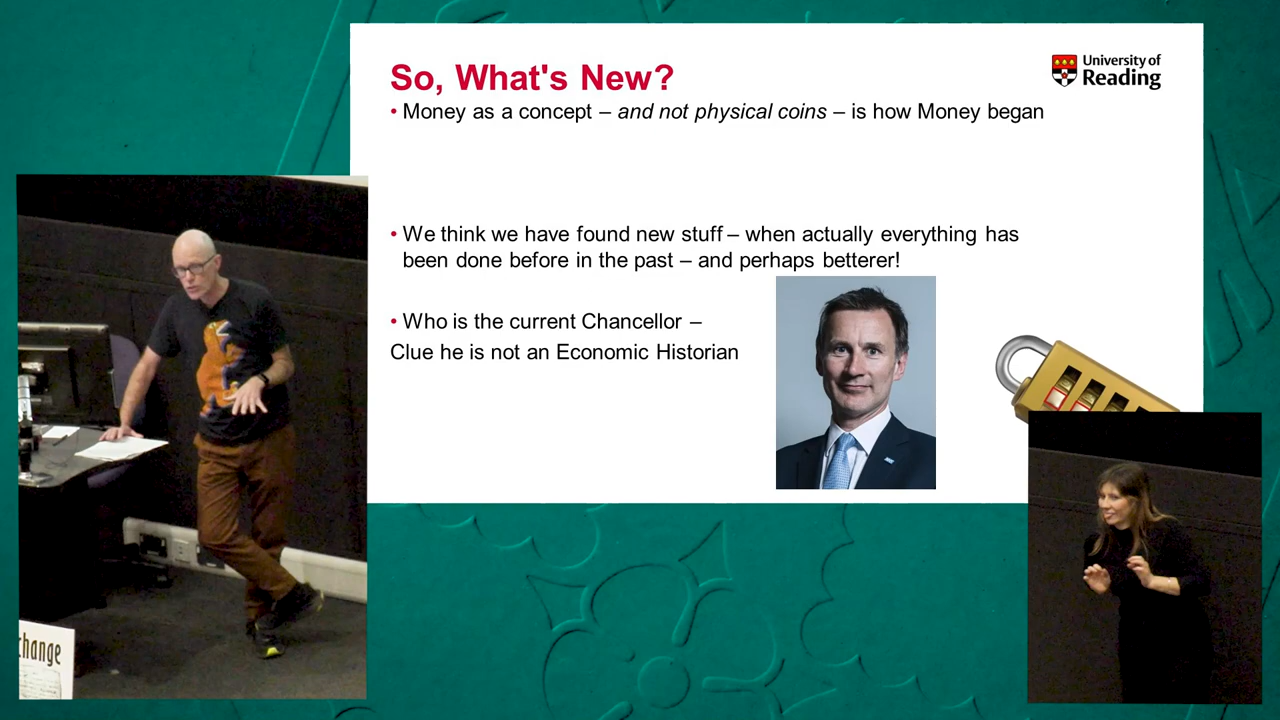 So, What's New?
University of
Reading
• Money as a concept – and not physical coins – is how Money began
• We think we have found new stuff – when actually everything has
been done before in the past – and perhaps betterer!
• Who is the current Chancellor –
Clue he is not an Economic Historian
change